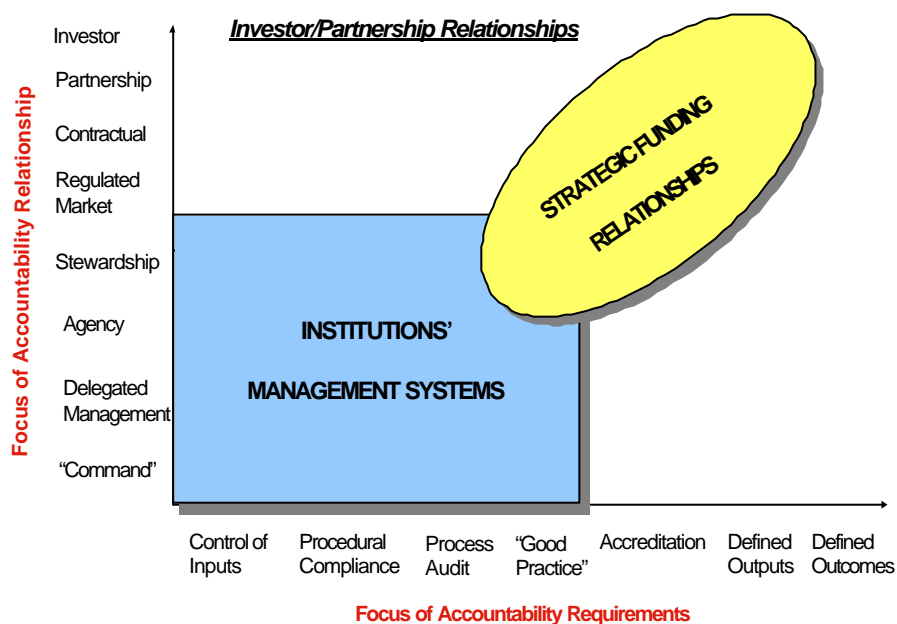 Investor/Partnership Relationships
Investor
Partnership
Contractual
Regulated
Market
Stewardship
Agency
Delegated
Management
“Command”
Focus of Accountability Relationship
STRATEGIC FUNDING
RELATIONSHIPS
INSTITUTIONS’
MANAGEMENT SYSTEMS
Control of
Inputs
Procedural
Compliance
Process
Audit
“Good
Practice”
Accreditation
Defined
Outputs
Defined
Outcomes
Focus of Accountability Requirements